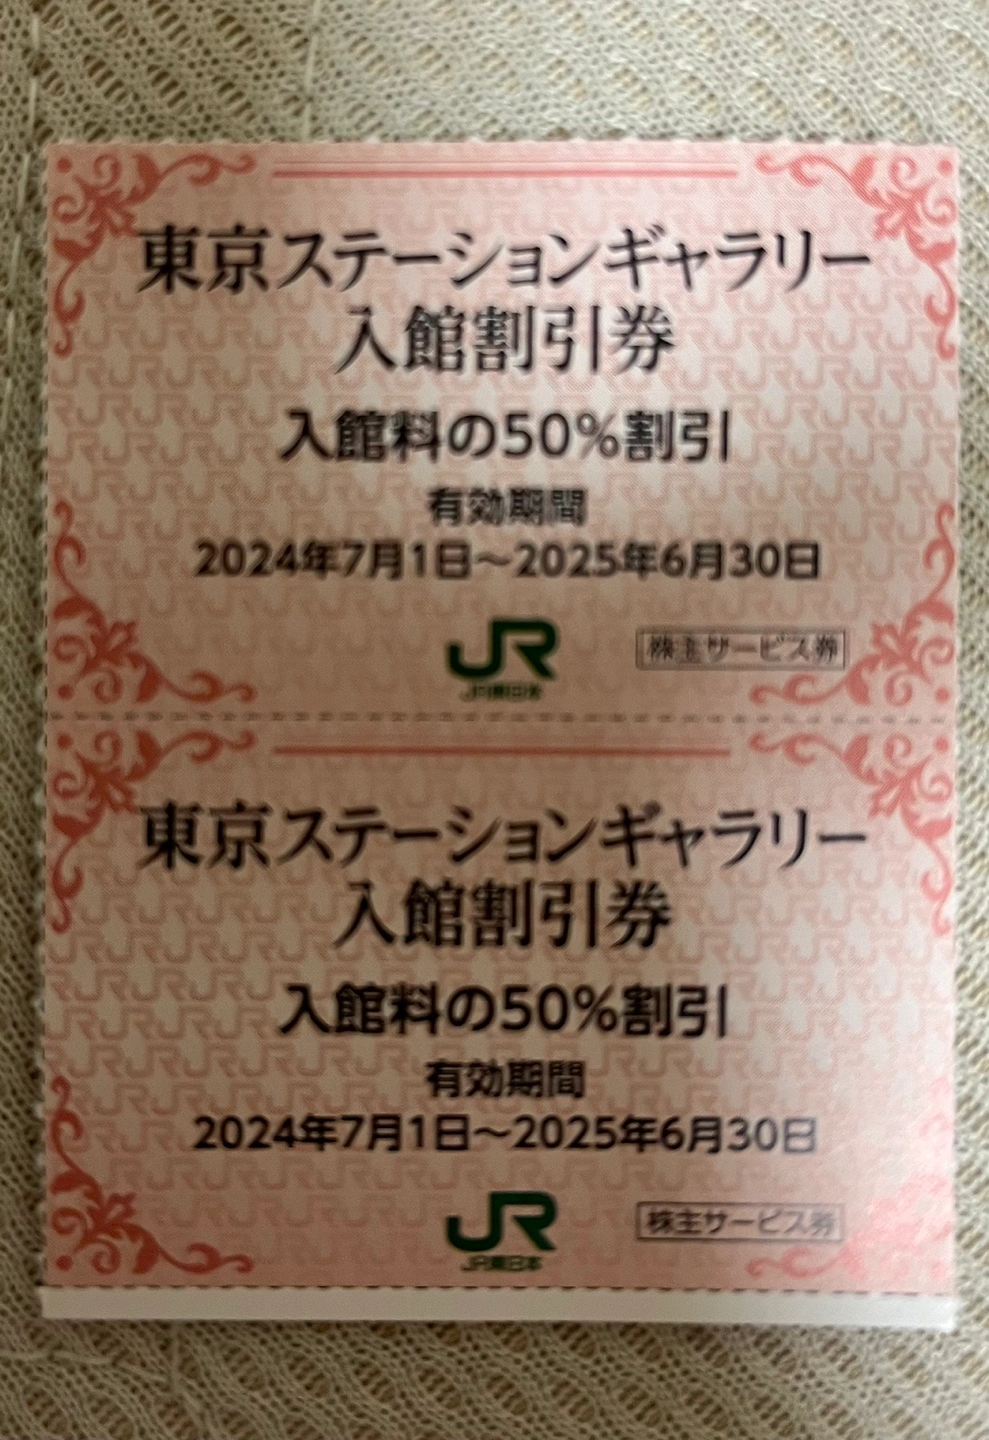 東京ステーションギャラリー
入館割引券
入館料の50%割引
有効期間
2024年7月1日～2025年6月30日
JR
JR東日本
株主サービス券
東京ステーションギャラリー
入館割引券
入館料の50%割引
有効期間
2024年7月1日～2025年6月30日
JR
JR東日本
株主サービス券